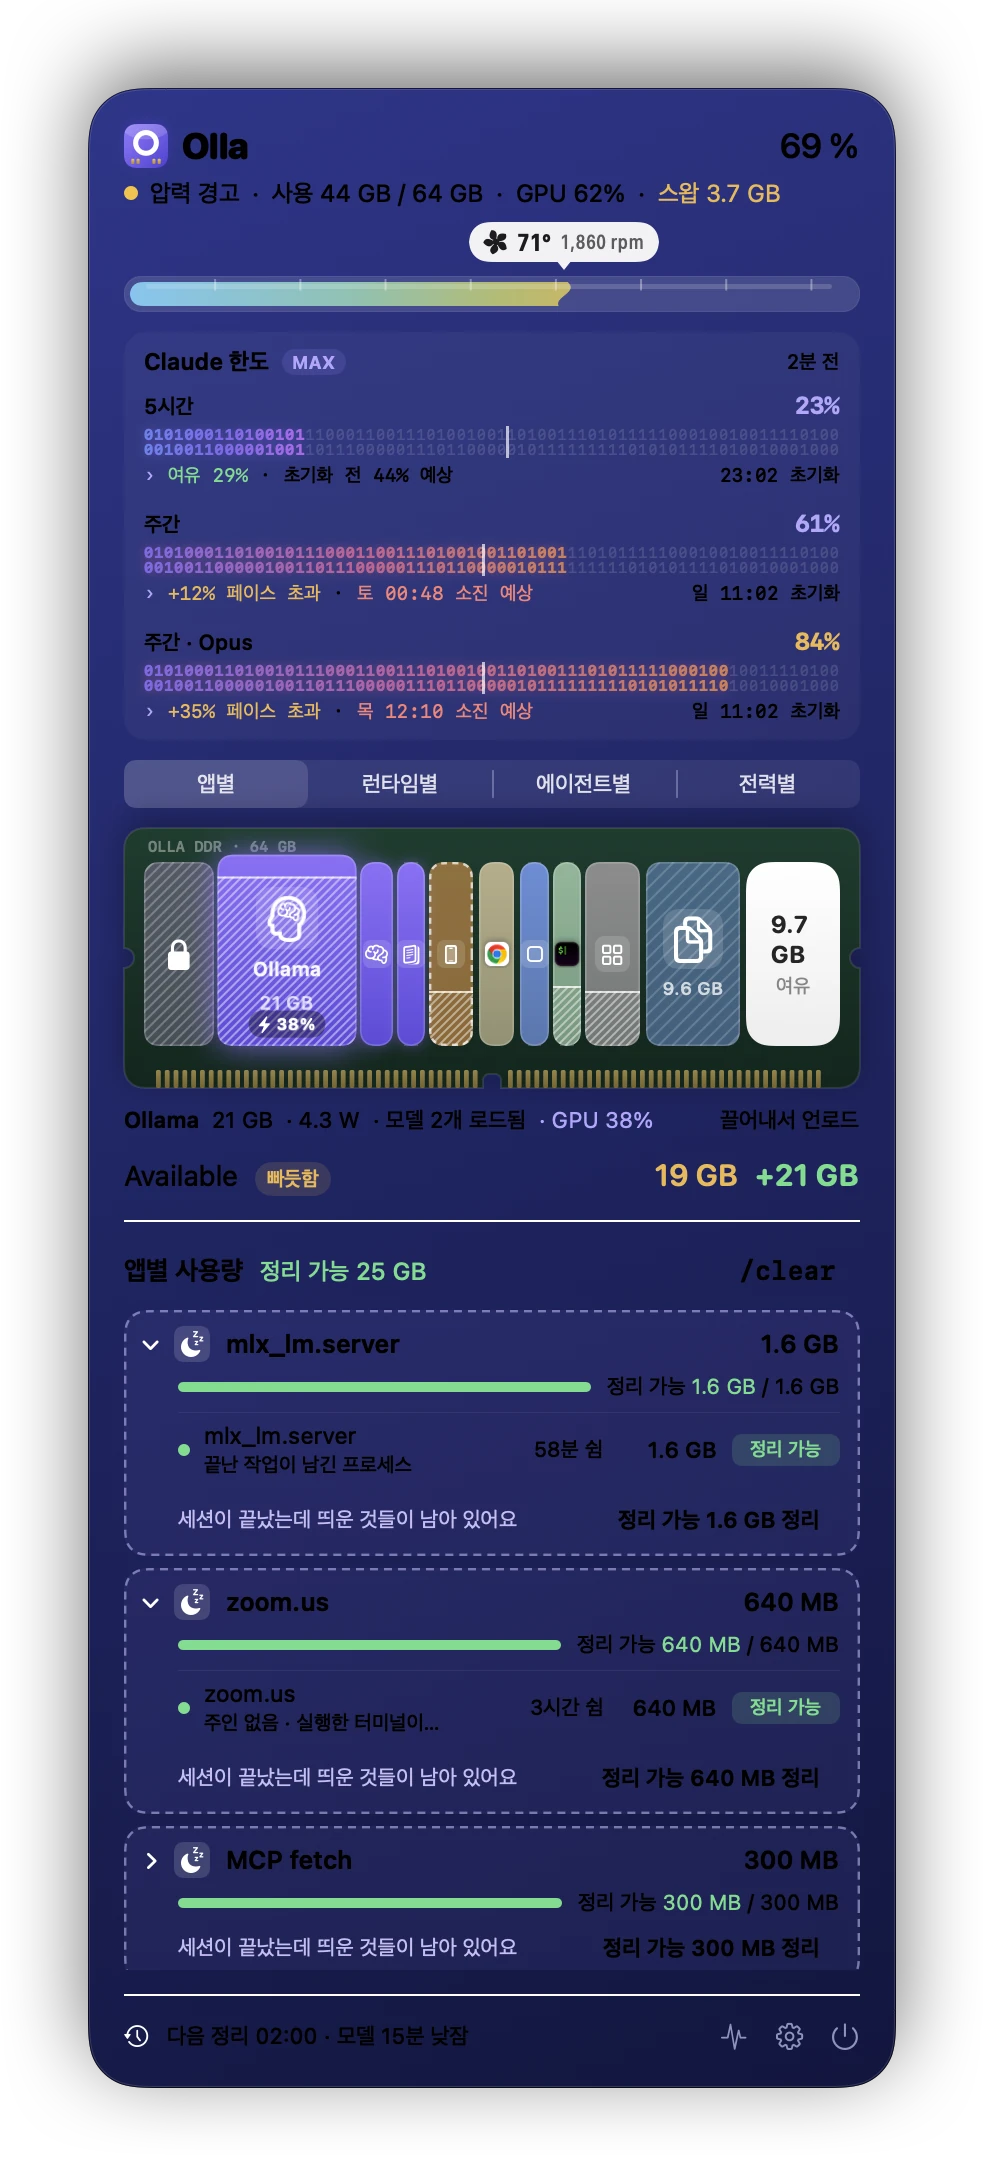 Olla 69 %
압력 경고 · 사용 44 GB / 64 GB · GPU 62% · 스왑 3.7 GB
71° 1,860 rpm
Claude 한도 MAX 2분 전
5시간 23%
› 여유 29% · 초기화 전 44% 예상 23:02 초기화
주간 61%
› +12% 페이스 초과 · 토 00:48 소진 예상 일 11:02 초기화
주간 · Opus 84%
› +35% 페이스 초과 · 목 12:10 소진 예상 일 11:02 초기화
앱별 런타임별 에이전트별 전력별
OLLA DDR · 64 GB
Ollama
21 GB
38%
$|
9.6 GB
9.7
GB
여유
Ollama 21 GB · 4.3 W · 모델 2개 로드됨 · GPU 38% 끌어내서 언로드
Available 빠듯함 19 GB +21 GB
앱별 사용량 정리 가능 25 GB /clear
mlx_lm.server 1.6 GB
정리 가능 1.6 GB / 1.6 GB
mlx_lm.server
끝난 작업이 남긴 프로세스
58분 쉼 1.6 GB 정리 가능
세션이 끝났는데 띄운 것들이 남아 있어요 정리 가능 1.6 GB 정리
zoom.us 640 MB
정리 가능 640 MB / 640 MB
zoom.us
주인 없음 · 실행한 터미널이...
3시간 쉼 640 MB 정리 가능
세션이 끝났는데 띄운 것들이 남아 있어요 정리 가능 640 MB 정리
MCP fetch 300 MB
정리 가능 300 MB / 300 MB
세션이 끝났는데 띄운 것들이 남아 있어요 정리 가능 300 MB 정리
다음 정리 02:00 · 모델 15분 낮잠